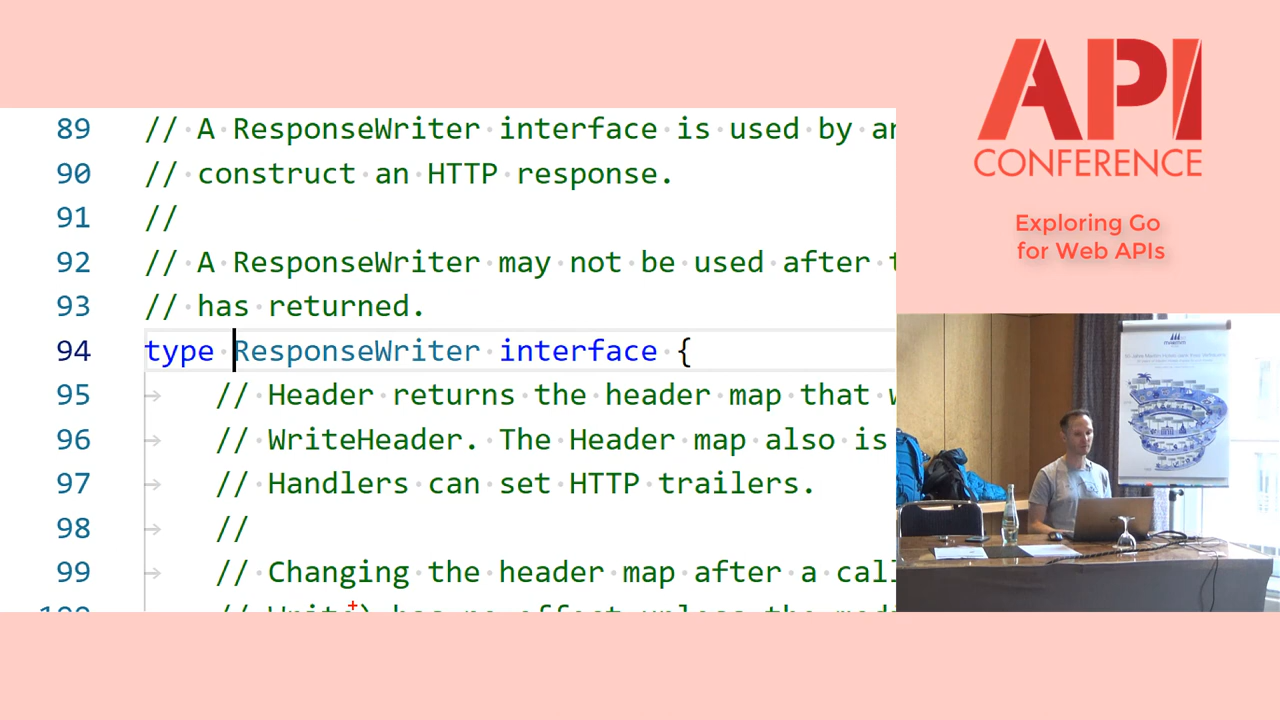 89 // A ResponseWriter interface is used by an
90 // construct an HTTP response.
91 //
92 // A ResponseWriter may not be used after t
93 // has returned.
94 type ResponseWriter interface {
95 // Header returns the header map that w
96 // WriteHeader. The Header map also is
97 // Handlers can set HTTP trailers.
98 //
99 // Changing the header map after a call
API
CONFERENCE
Exploring Go
for Web APIs